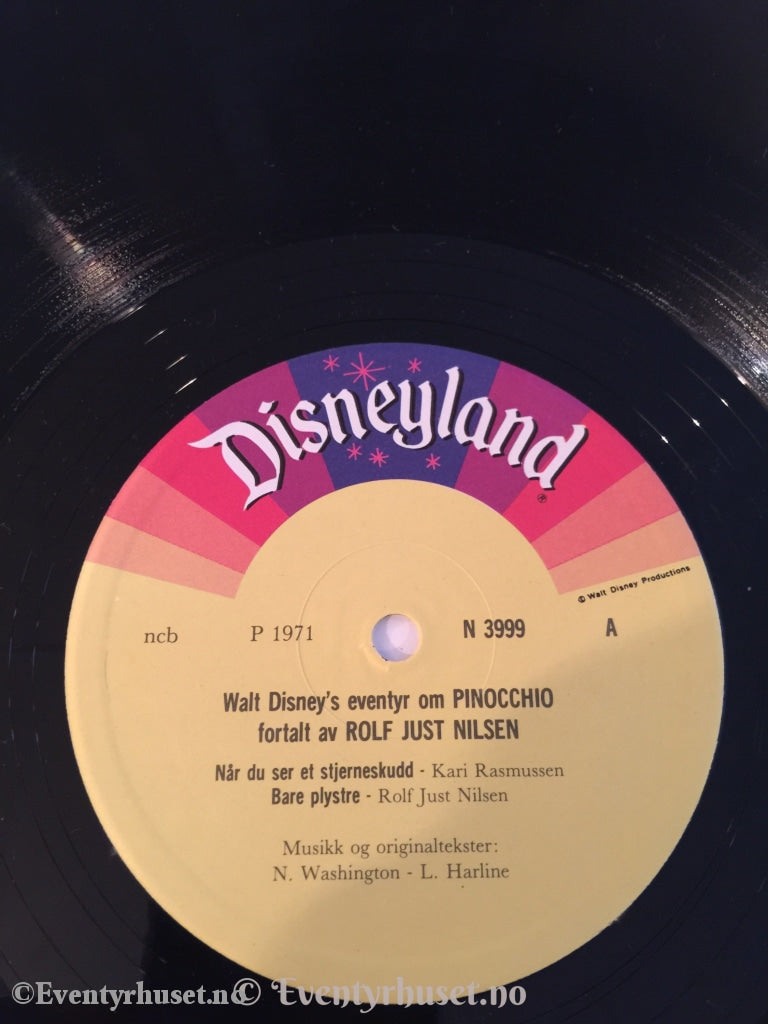 Disneyland
®
© Walt Disney Productions
ncb P 1971 N 3999 A
Walt Disney's eventyr om PINOCCHIO
fortalt av ROLF JUST NILSEN
Når du ser et stjerneskudd - Kari Rasmussen
Bare plystre - Rolf Just Nilsen
Musikk og originaltekster:
N. Washington - L. Harline
©Eventyrhuset.no © Eventyrhuset.no